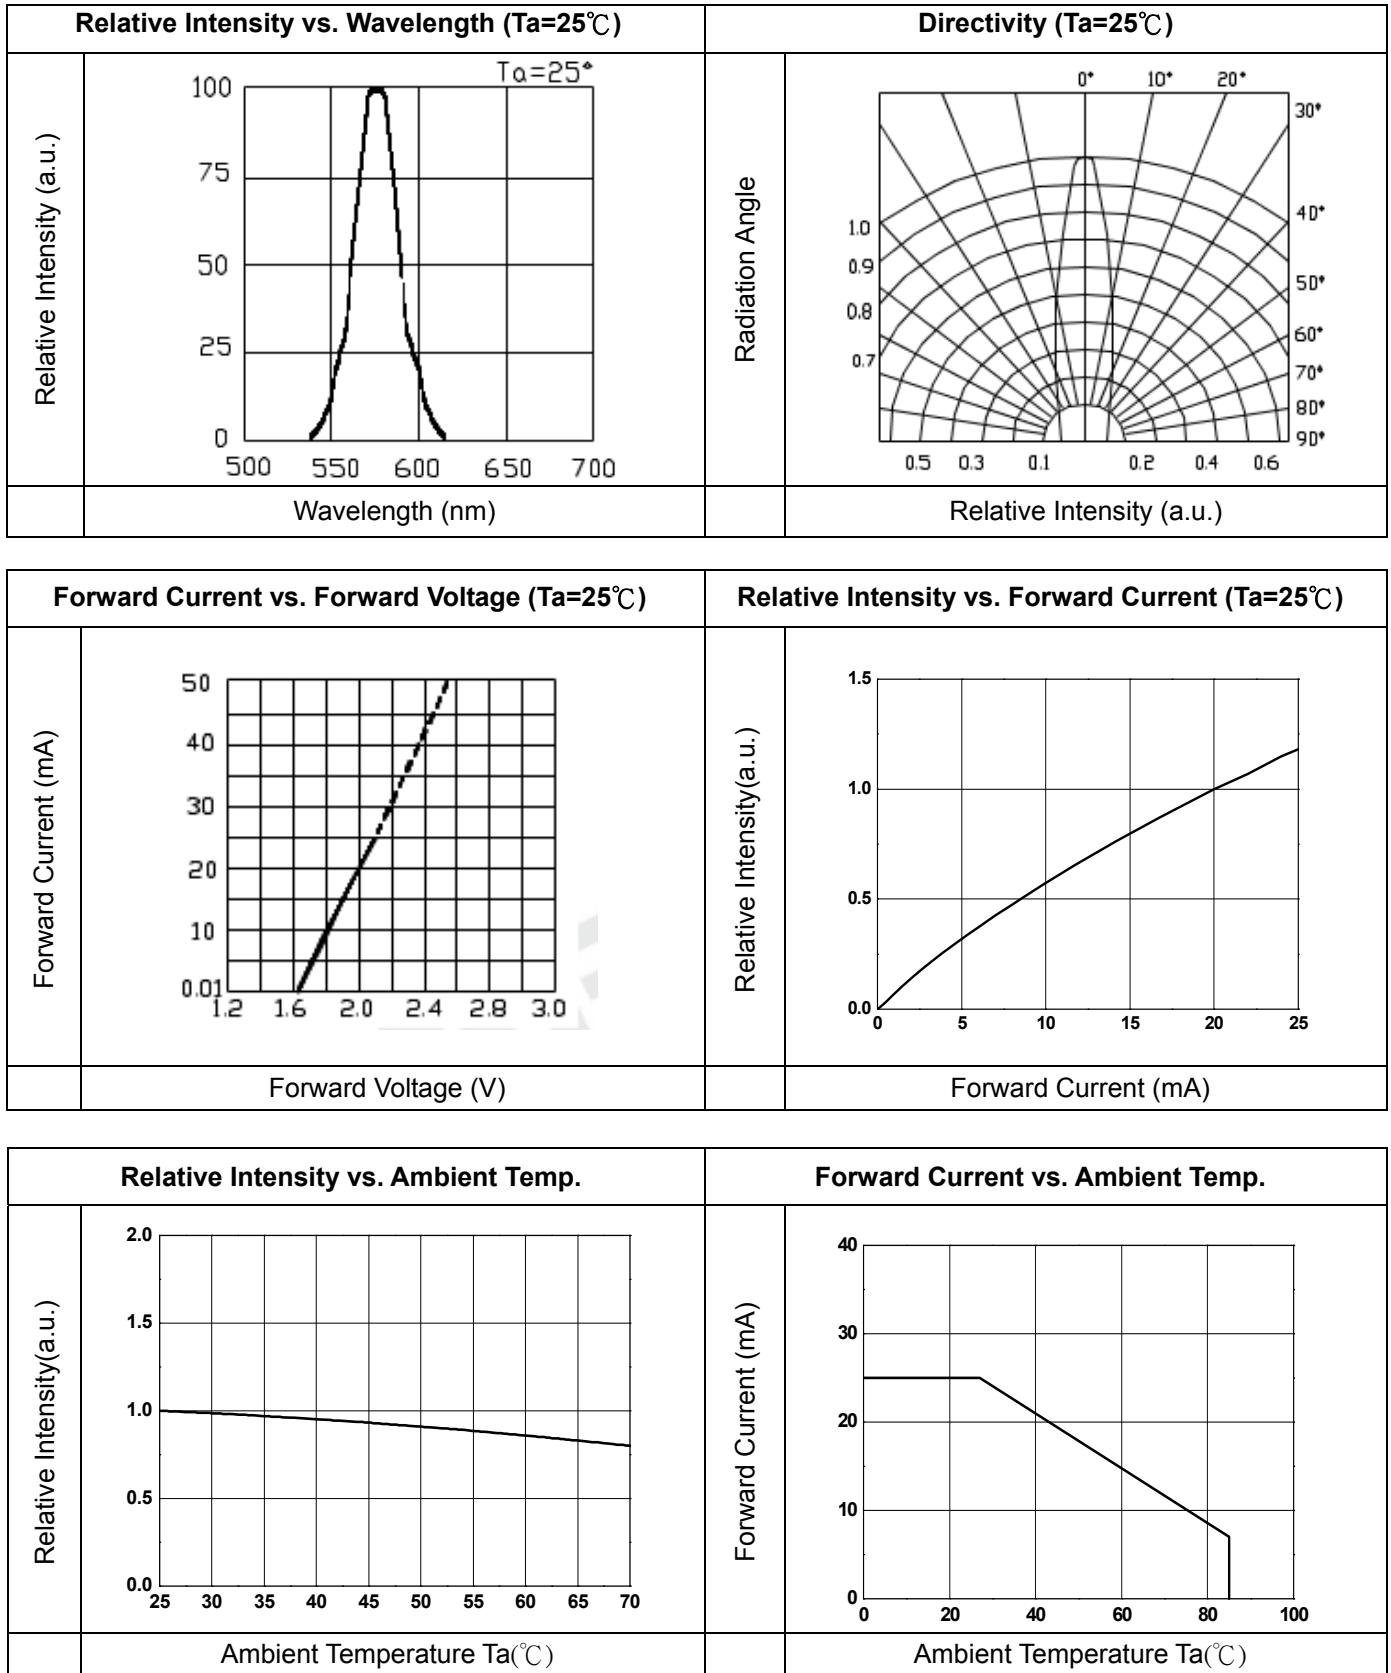 Relative Intensity vs. Wavelength (Ta=25℃)
Directivity (Ta=25℃)
Relative Intensity (a.u.)
Ta=25°
100
75
50
25
0
500 550 600 650 700
Wavelength (nm)
Radiation Angle
0° 10° 20°
30°
40°
50°
60°
70°
80°
90°
1.0
0.9
0.8
0.7
0.5 0.3 0.1 0.2 0.4 0.6
Relative Intensity (a.u.)
Forward Current vs. Forward Voltage (Ta=25℃)
Relative Intensity vs. Forward Current (Ta=25℃)
Forward Current (mA)
50
40
30
20
10
0.01
1.2 1.6 2.0 2.4 2.8 3.0
Forward Voltage (V)
Relative Intensity(a.u.)
1.5
1.0
0.5
0.0
0 5 10 15 20 25
Forward Current (mA)
Relative Intensity vs. Ambient Temp.
Forward Current vs. Ambient Temp.
Relative Intensity(a.u.)
2.0
1.5
1.0
0.5
0.0
25 30 35 40 45 50 55 60 65 70
Ambient Temperature Ta(℃)
Forward Current (mA)
40
30
20
10
0
0 20 40 60 80 100
Ambient Temperature Ta(℃)